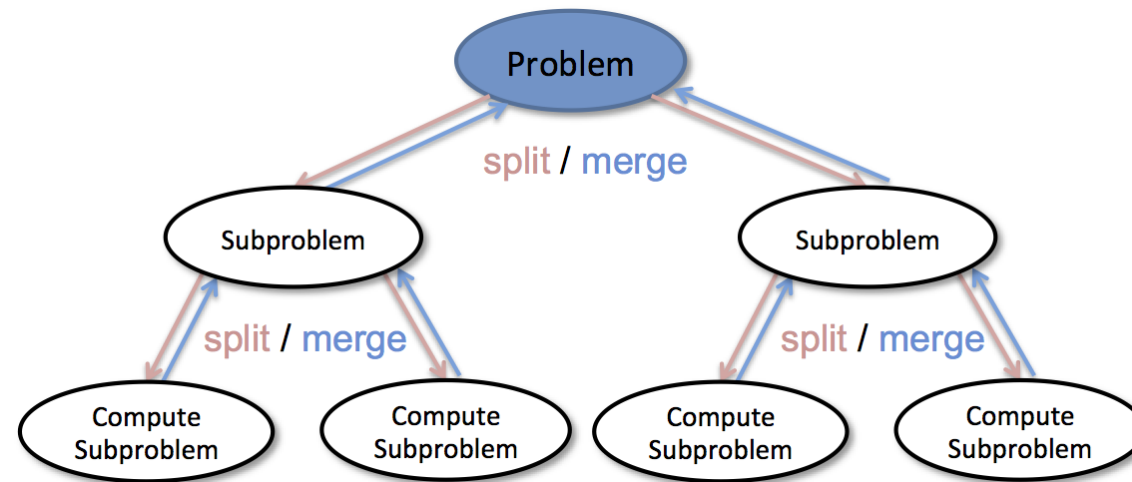 Problem
split / merge
Subproblem
Subproblem
split / merge
split / merge
Compute
Subproblem
Compute
Subproblem
Compute
Subproblem
Compute
Subproblem